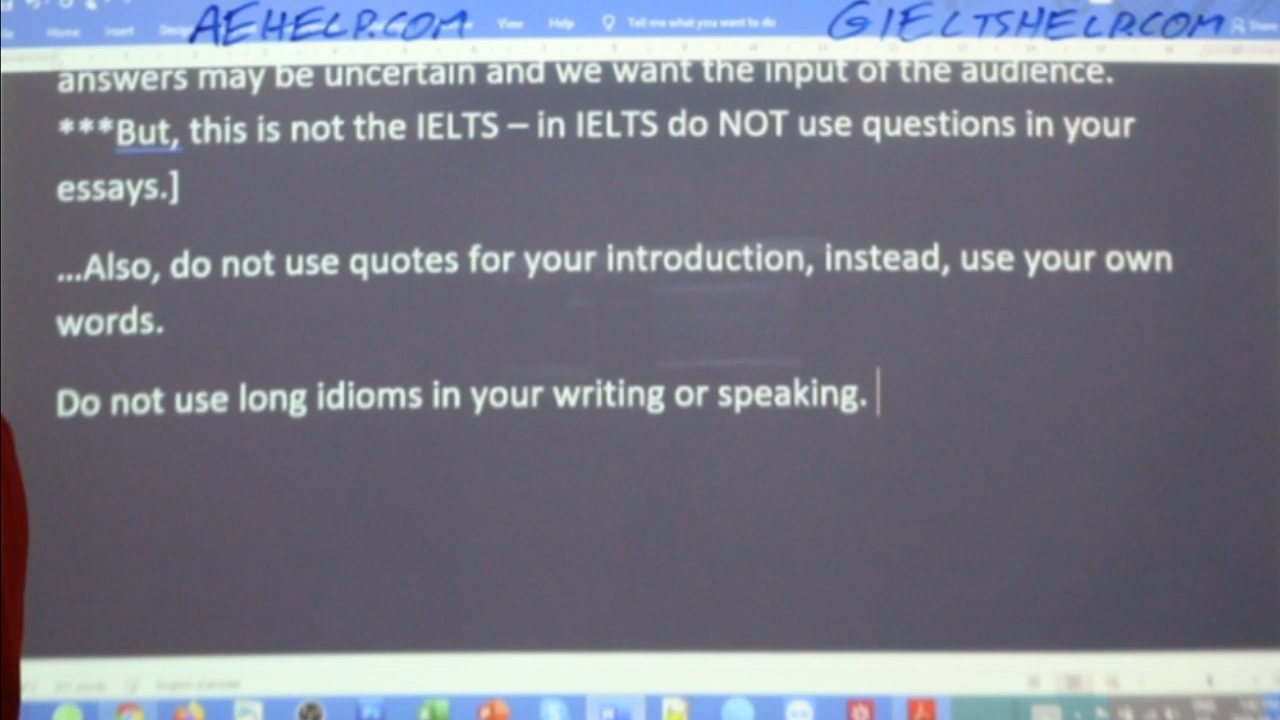 AEHELP.COM
GIELTSHELP.COM
Home Insert View Help Tell me what you want to do Share
answers may be uncertain and we want the input of the audience.
***But, this is not the IELTS – in IELTS do NOT use questions in your
essays.]
...Also, do not use quotes for your introduction, instead, use your own
words.
Do not use long idioms in your writing or speaking.